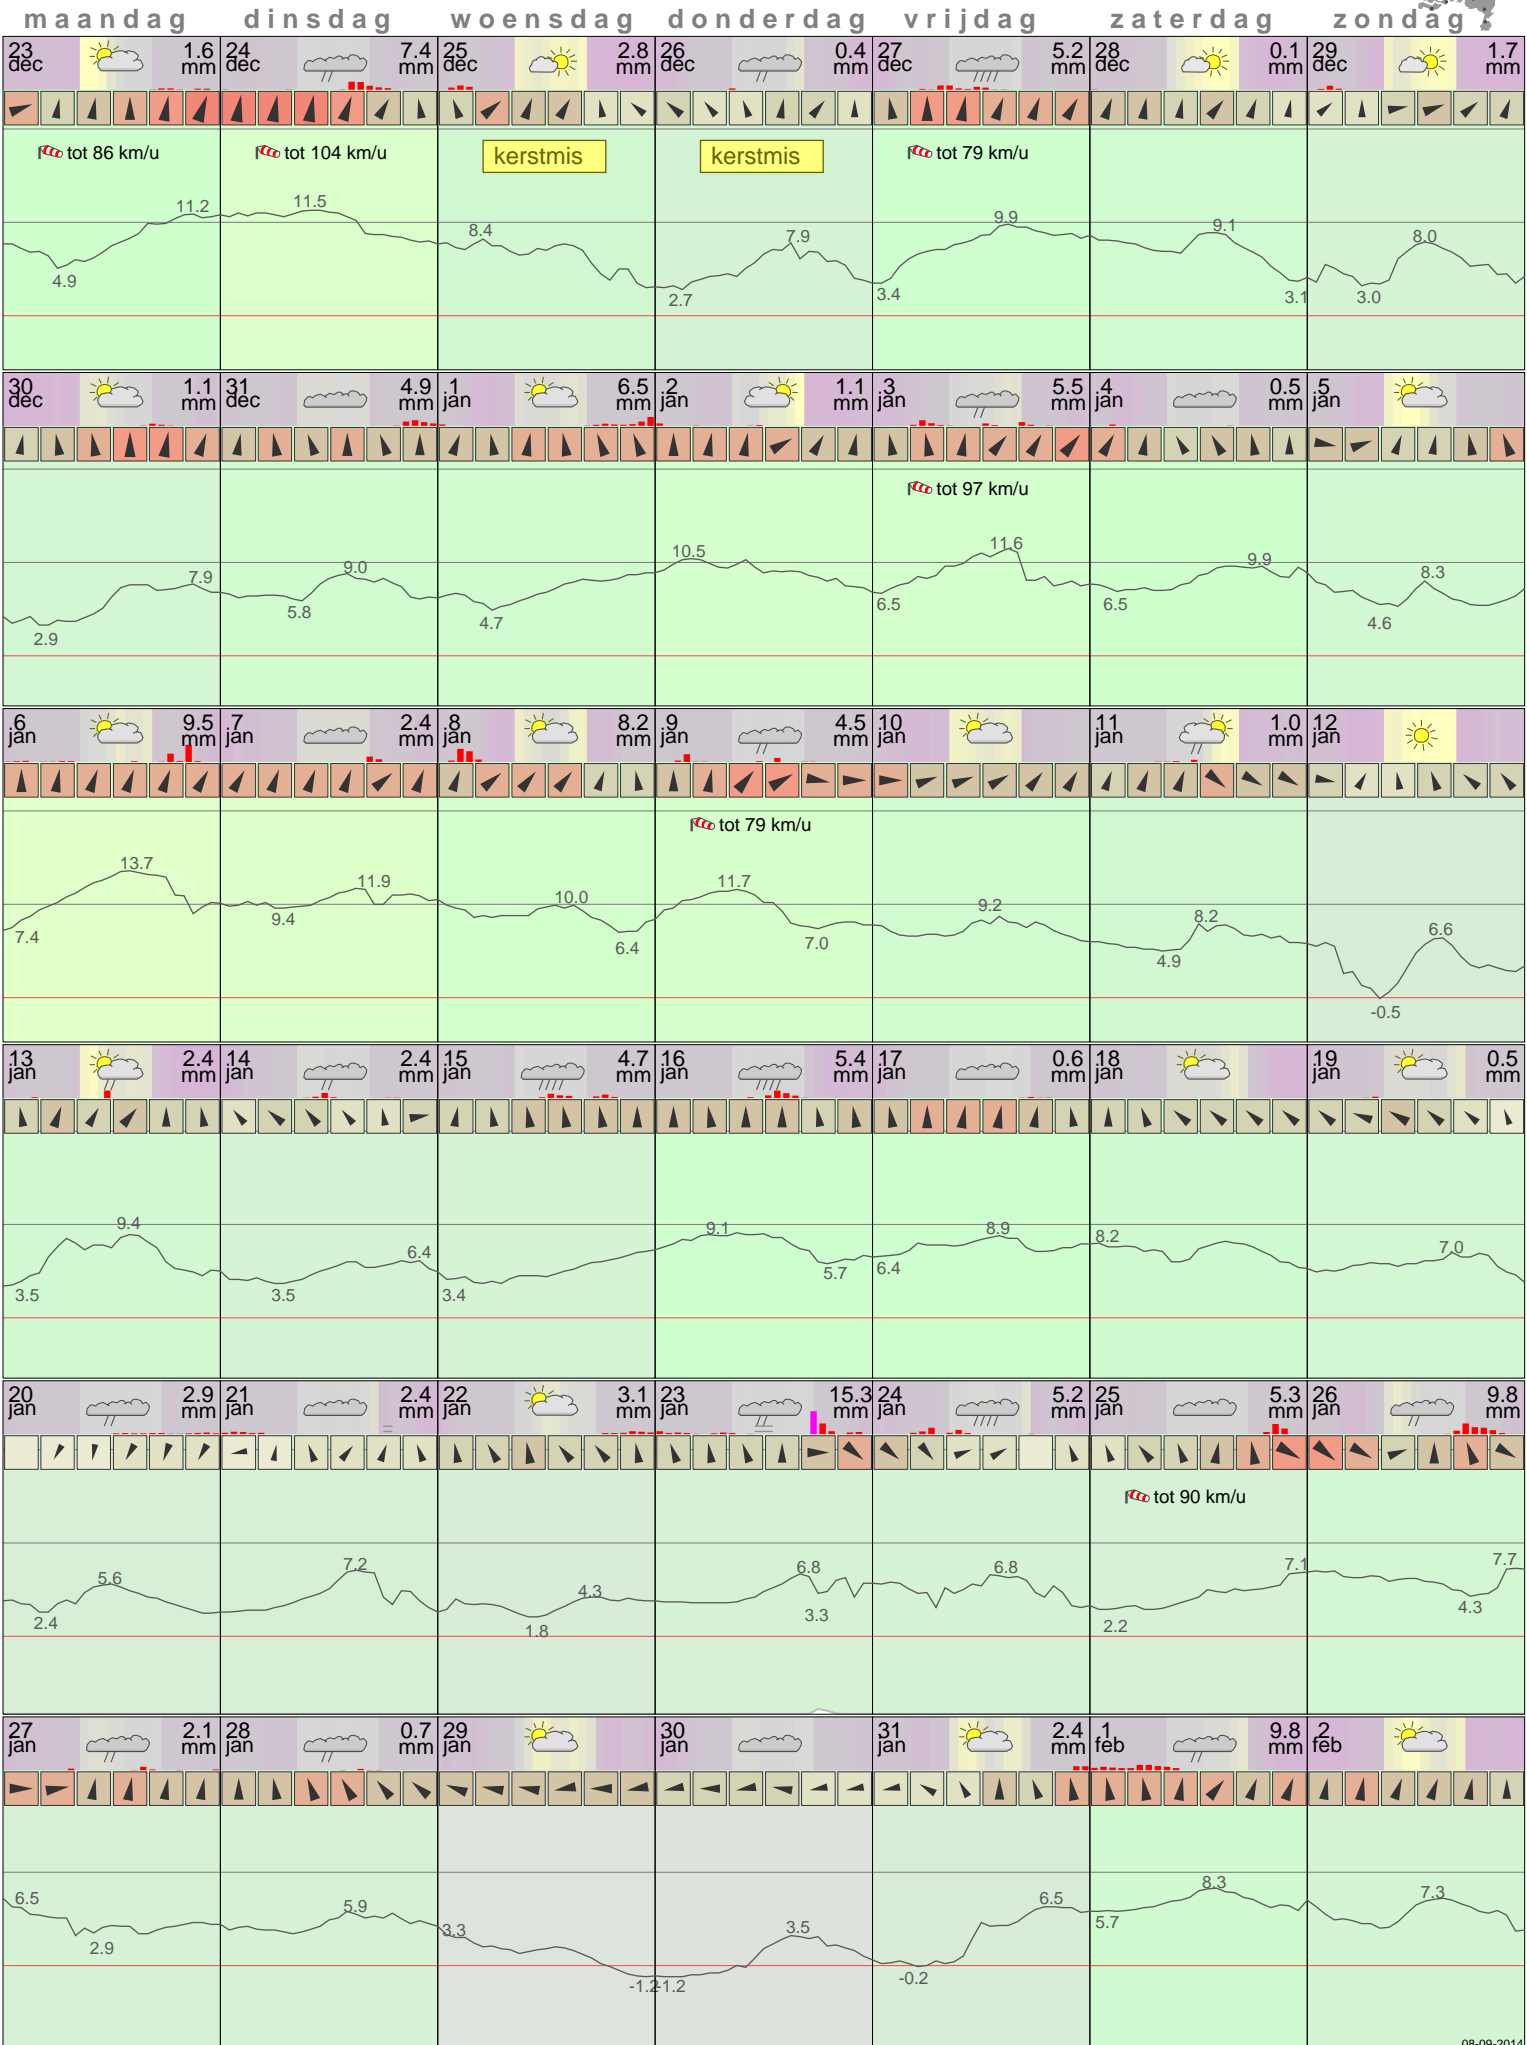 maandag dinsdag woensdag donderdag vrijdag zaterdag zondag
23 dec 1.6 mm 24 dec 7.4 mm 25 dec 2.8 mm 26 dec 0.4 mm 27 dec 5.2 mm 28 dec 0.1 mm 29 dec 1.7 mm
tot 86 km/u tot 104 km/u kerstmis kerstmis tot 79 km/u
4.9 11.2 11.5 8.4 2.7 7.9 3.4 9.9 9.1 3.1 3.0 8.0
30 dec 1.1 mm 31 dec 4.9 mm 1 jan 6.5 mm 2 jan 1.1 mm 3 jan 5.5 mm 4 jan 0.5 mm 5 jan
tot 97 km/u
2.9 7.9 5.8 9.0 4.7 10.5 6.5 11.6 6.5 9.9 4.6 8.3
6 jan 9.5 mm 7 jan 2.4 mm 8 jan 8.2 mm 9 jan 4.5 mm 10 jan 11 jan 1.0 mm 12 jan
tot 79 km/u
7.4 13.7 9.4 11.9 10.0 6.4 11.7 7.0 9.2 4.9 8.2 -0.5 6.6
13 jan 2.4 mm 14 jan 2.4 mm 15 jan 4.7 mm 16 jan 5.4 mm 17 jan 0.6 mm 18 jan 19 jan 0.5 mm
3.5 9.4 3.5 6.4 3.4 9.1 5.7 6.4 8.9 8.2 7.0
20 jan 2.9 mm 21 jan 2.4 mm 22 jan 3.1 mm 23 jan 15.3 mm 24 jan 5.2 mm 25 jan 5.3 mm 26 jan 9.8 mm
tot 90 km/u
2.4 5.6 7.2 1.8 4.3 6.8 3.3 6.8 2.2 7.1 4.3 7.7
27 jan 2.1 mm 28 jan 0.7 mm 29 jan 30 jan 31 jan 2.4 mm 1 feb 9.8 mm 2 feb
6.5 2.9 5.9 3.3 -1.2 -1.2 3.5 -0.2 6.5 5.7 8.3 7.3
08-09-2014